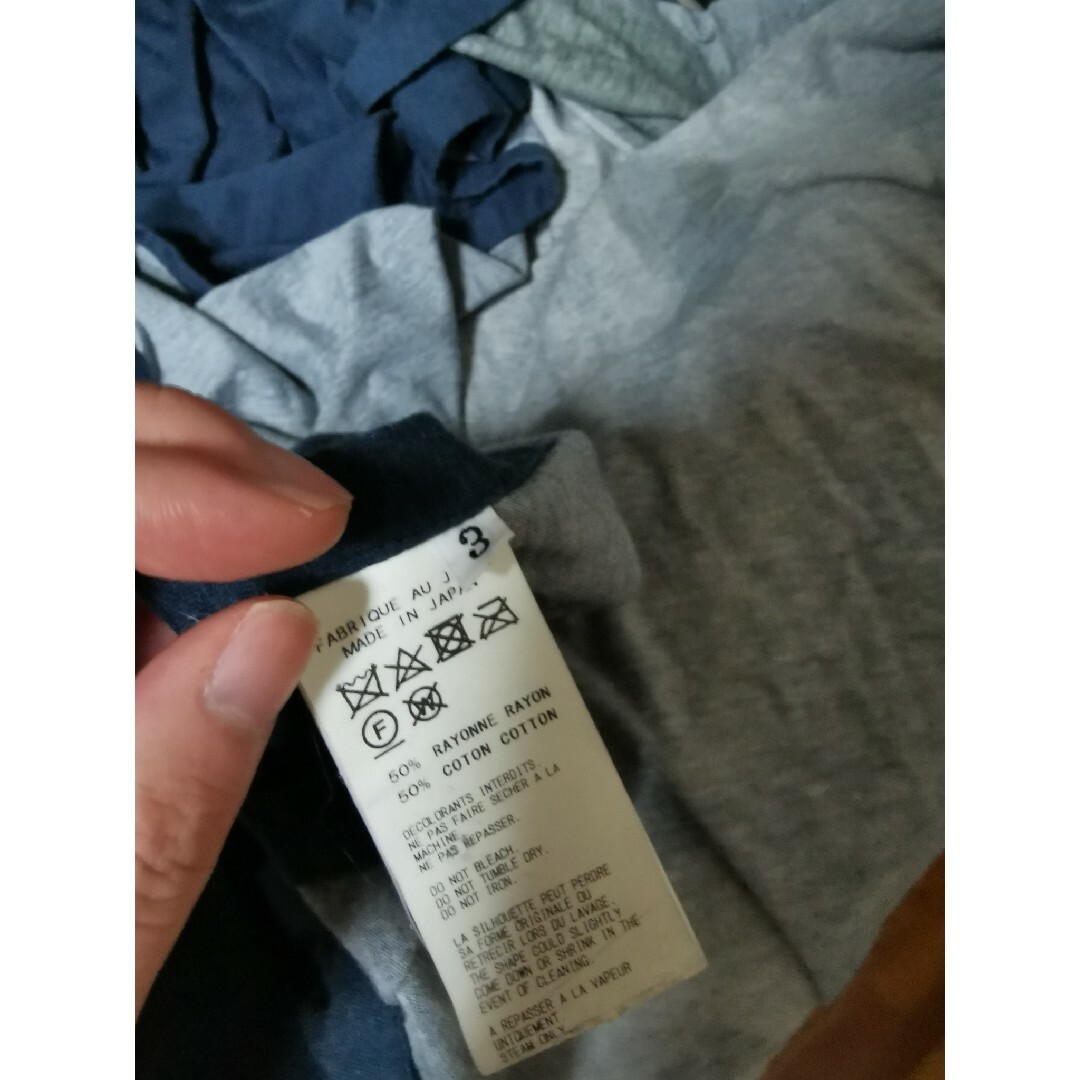 3
FABRIQUE AU J
MADE IN JAPA
F W
50% RAYONNE RAYON
50% COTON COTTON
DECOLORANTS INTERDITS.
NE PAS FAIRE SECHER A LA
MACHINE.
NE PAS REPASSER.
DO NOT BLEACH.
DO NOT TUMBLE DRY.
DO NOT IRON.
LA SILHOUETTE PEUT PERDRE
SA FORME ORIGINALE OU
RETRECIR LORS DU LAVAGE.
THE SHAPE COULD SLIGHTLY
COME DOWN OR SHRINK IN THE
EVENT OF CLEANING.
A REPASSER A LA VAPEUR
UNIQUEMENT.
STEAM ONLY.